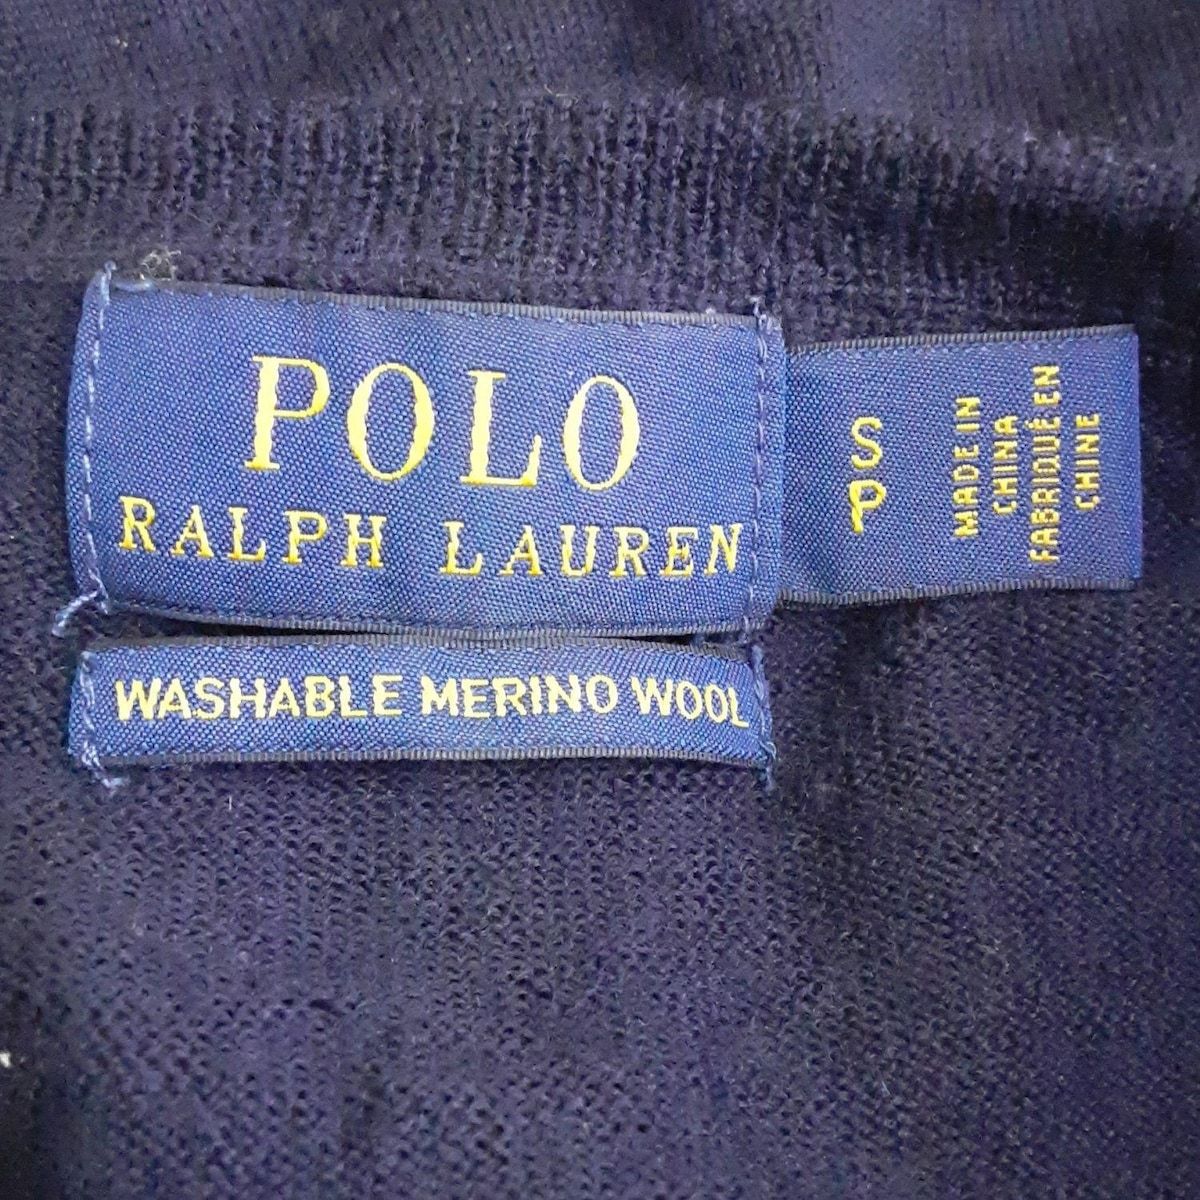 POLO
RALPH LAUREN
WASHABLE MERINO WOOL
S
P
MADE IN
CHINA
FABRIQUÉ EN
CHINE